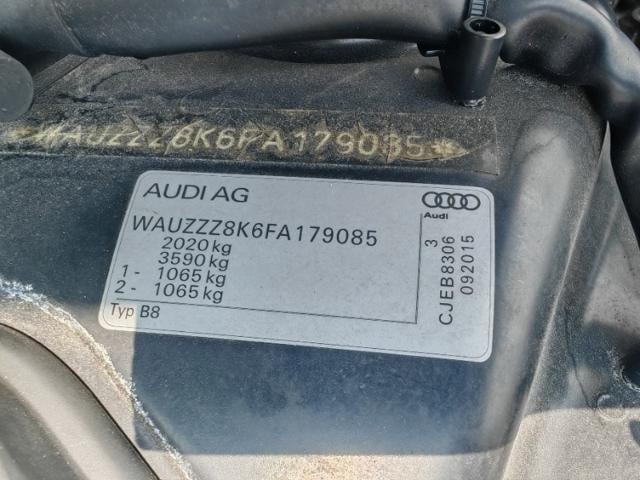 WAUZZZ8K6FA179085*
AUDI AG
Audi
WAUZZZ8K6FA179085
2020 kg
3590 kg
1 - 1065 kg
2 - 1065 kg
Typ B8
3
CJEB8306
092015